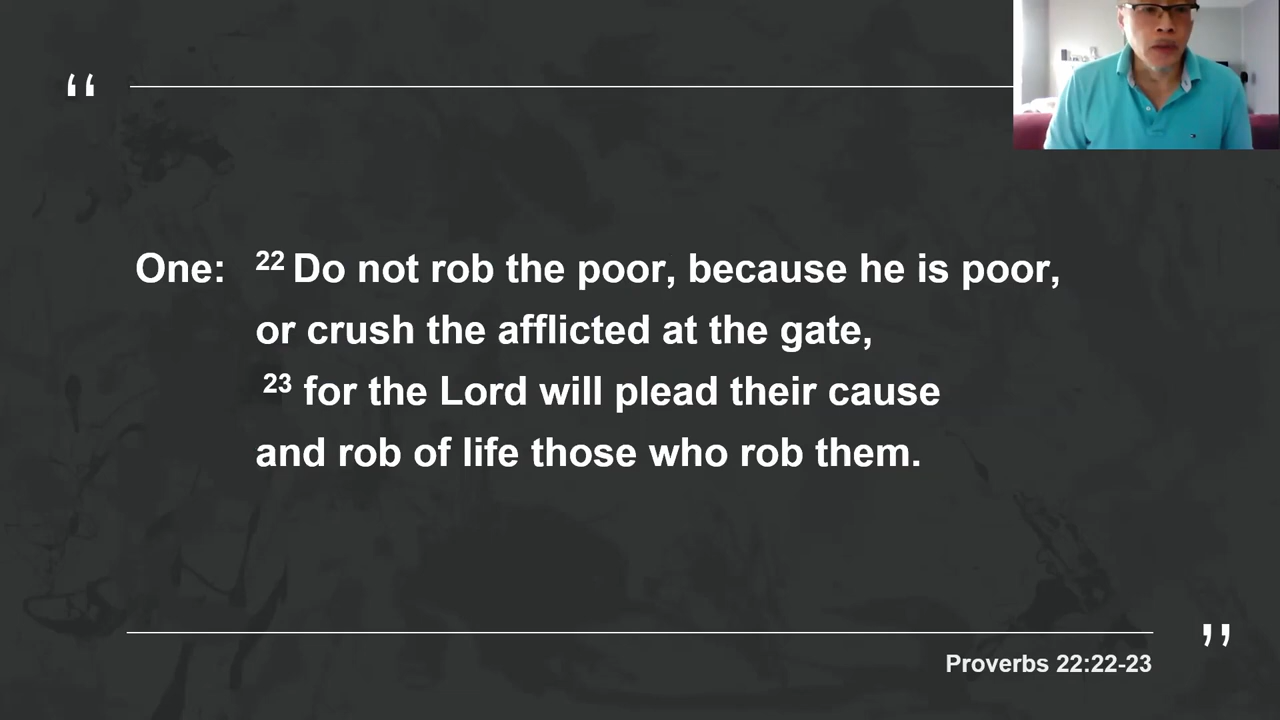 “
One: 22 Do not rob the poor, because he is poor,
or crush the afflicted at the gate,
23 for the Lord will plead their cause
and rob of life those who rob them.
”
Proverbs 22:22-23